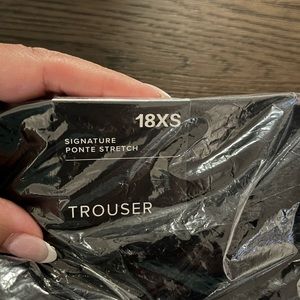 18XS
SIGNATURE
PONTE STRETCH
TROUSER